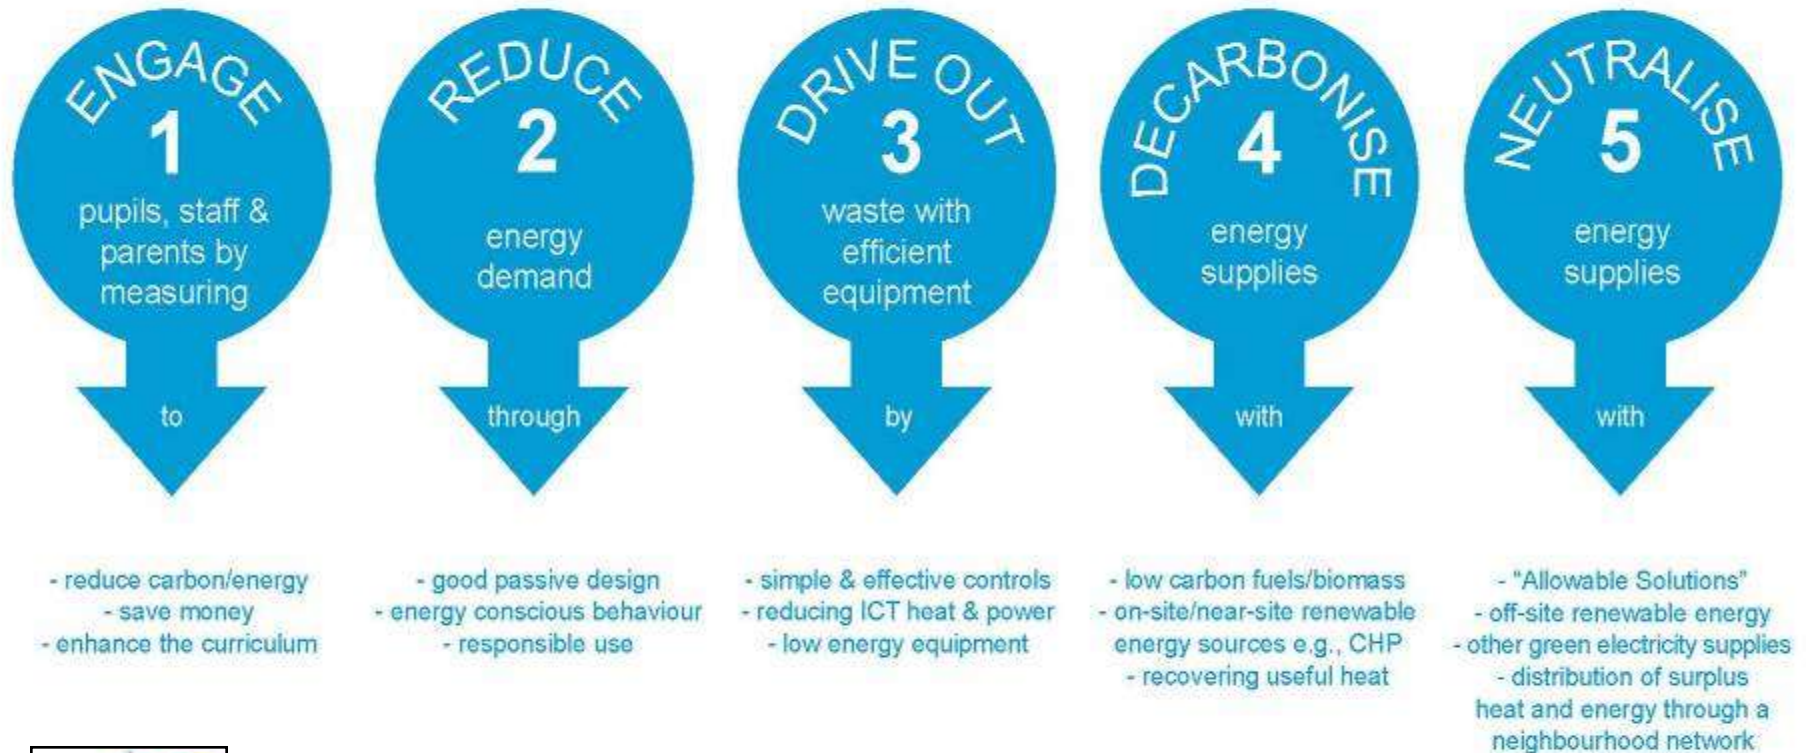 ENGAGE
1
pupils, staff &
parents by
measuring
to
- reduce carbon/energy
- save money
- enhance the curriculum
REDUCE
2
energy
demand
through
- good passive design
- energy conscious behaviour
- responsible use
DRIVE OUT
3
waste with
efficient
equipment
by
- simple & effective controls
- reducing ICT heat & power
- low energy equipment
DECARBONISE
4
energy
supplies
with
- low carbon fuels/biomass
- on-site/near-site renewable
energy sources e.g., CHP
- recovering useful heat
NEUTRALISE
5
energy
supplies
with
- "Allowable Solutions"
- off-site renewable energy
- other green electricity supplies
- distribution of surplus
heat and energy through a
neighbourhood network